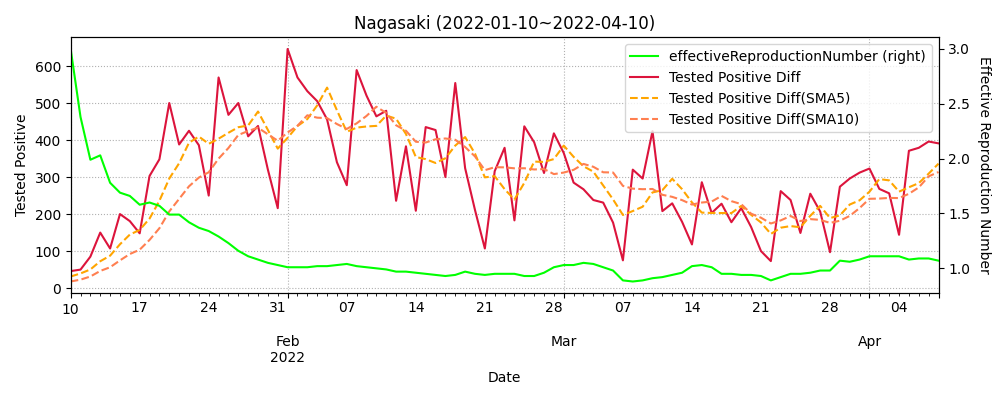 Nagasaki (2022-01-10~2022-04-10)
effectiveReproductionNumber (right)
Tested Positive Diff
Tested Positive Diff(SMA5)
Tested Positive Diff(SMA10)
Tested Positive
600
500
400
300
200
100
0
3.0
2.5
2.0
1.5
1.0
Effective Reproduction Number
10 17 24 31 07 14 21 28 07 14 21 28 04
Feb Mar Apr
2022
Date